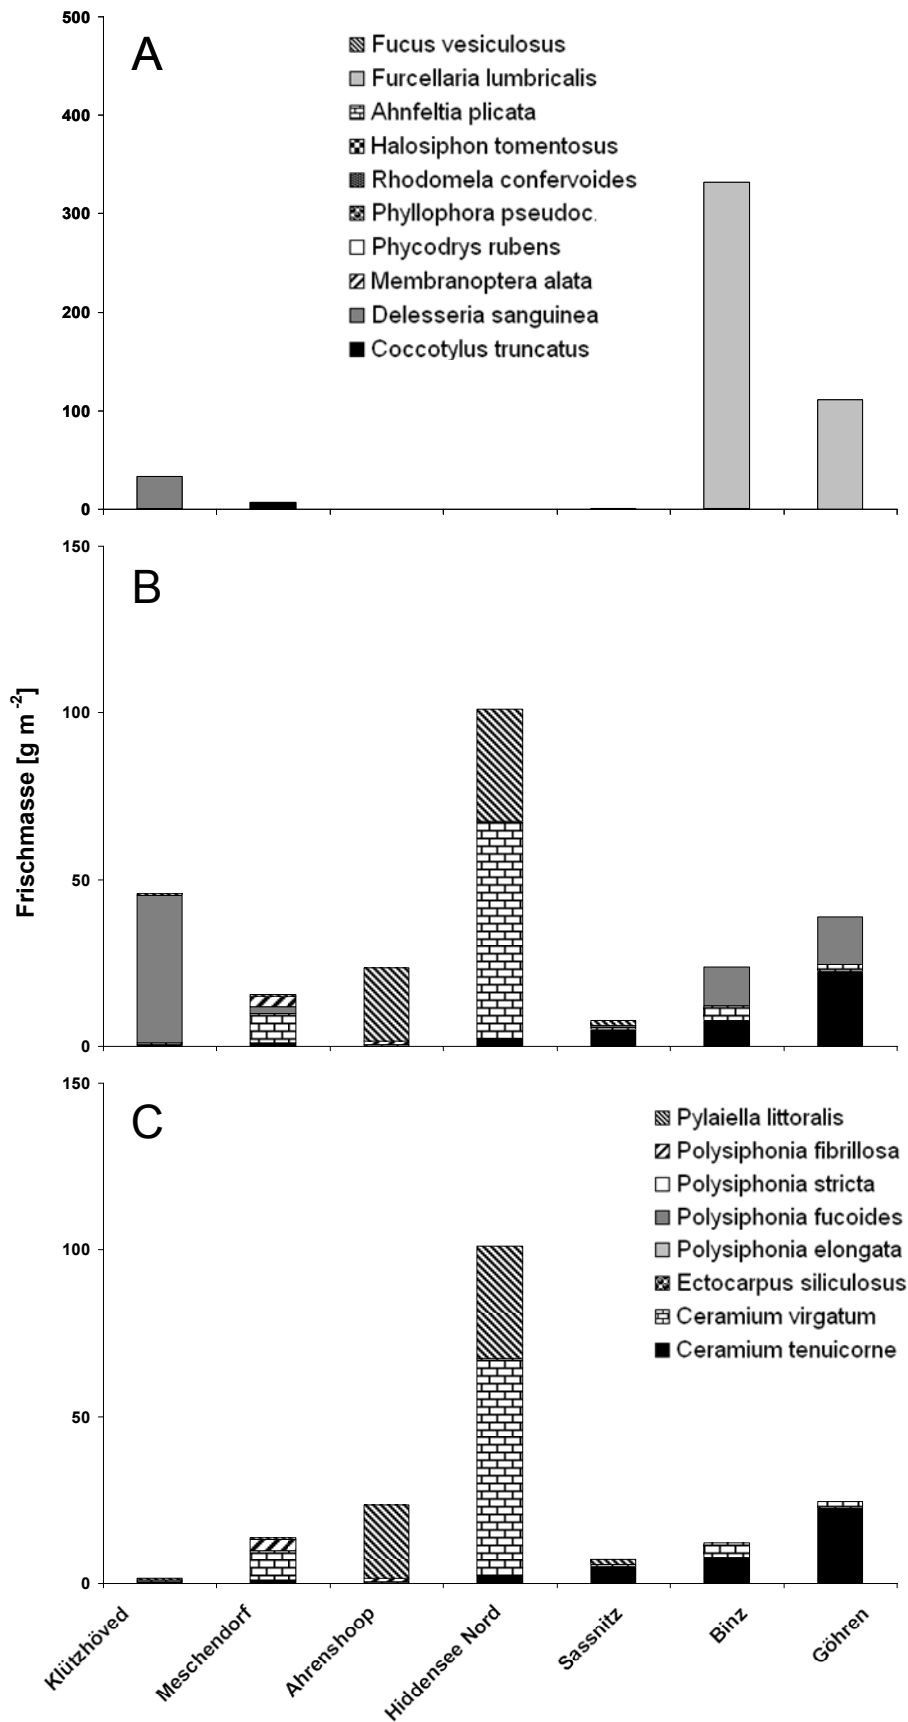 500
400
300
200
100
0
A
Fucus vesiculosus
Furcellaria lumbricalis
Ahnfeltia plicata
Halosiphon tomentosus
Rhodomela confervoides
Phyllophora pseudoc.
Phycodrys rubens
Membranoptera alata
Delesseria sanguinea
Coccotylus truncatus
Frischmasse [g m⁻²]
150
100
50
0
B
150
100
50
0
C
Pylaiella littoralis
Polysiphonia fibrillosa
Polysiphonia stricta
Polysiphonia fucoides
Polysiphonia elongata
Ectocarpus siliculosus
Ceramium virgatum
Ceramium tenuicorne
Klützhöved
Meschendorf
Ahrenshoop
Hiddensee Nord
Sassnitz
Binz
Göhren